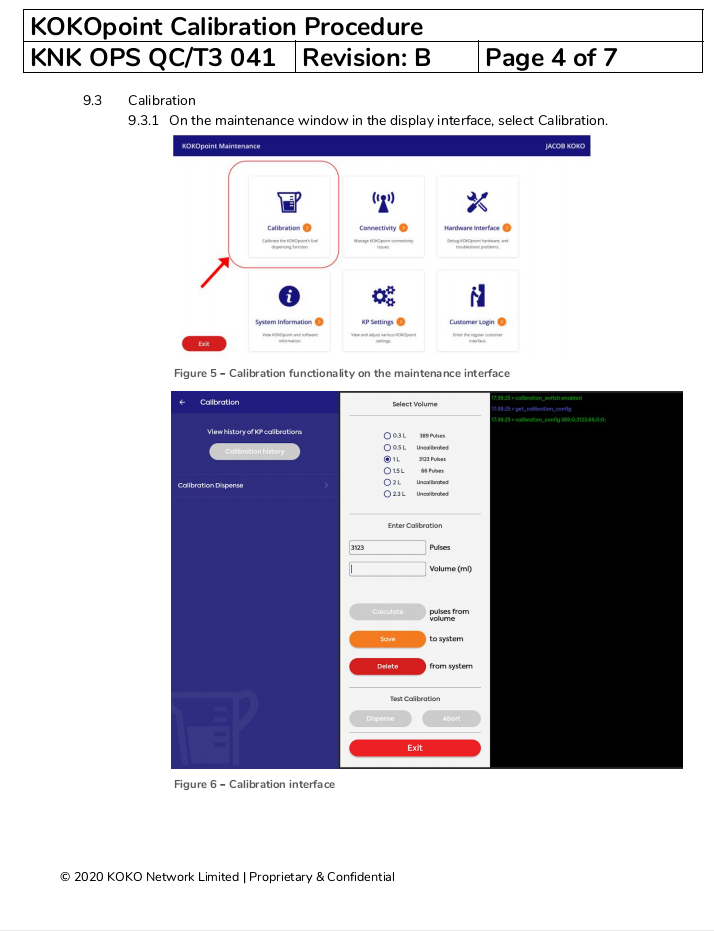 KOKOpoint Calibration Procedure
KNK OPS QC/T3 041 Revision: B Page 4 of 7
9.3 Calibration
9.3.1 On the maintenance window in the display interface, select Calibration.
KOKOpoint Maintenance JACOB KOKO
Calibration Connectivity Hardware Interface
Calibrate the KOKOpoint's fuel Manage KOKOpoint connectivity Debug KOKOpoint hardware, and
dispensing function. issues. troubleshoot problems.
System Information KP Settings Customer Login
View KOKOpoint and software View and adjust various KOKOpoint Enter the regular customer
information. settings. interface.
Exit
Figure 5 – Calibration functionality on the maintenance interface
← Calibration
View history of KP calibrations
Calibration history
Calibration Dispense >
Select Volume
0.3 L 389 Pulses
0.5 L Uncalibrated
1 L 3123 Pulses
1.5 L 66 Pulses
2 L Uncalibrated
2.3 L Uncalibrated
Enter Calibration
3123 Pulses
Volume (ml)
Calculate pulses from
volume
Save to system
Delete from system
Test Calibration
Dispense Abort
Exit
17:38:25 > calibration_switch enabled
17:38:25 > get_calibration_config
17:38:25 > calibration_config 389;0;3123;66;0;0;
Figure 6 – Calibration interface
© 2020 KOKO Network Limited | Proprietary & Confidential